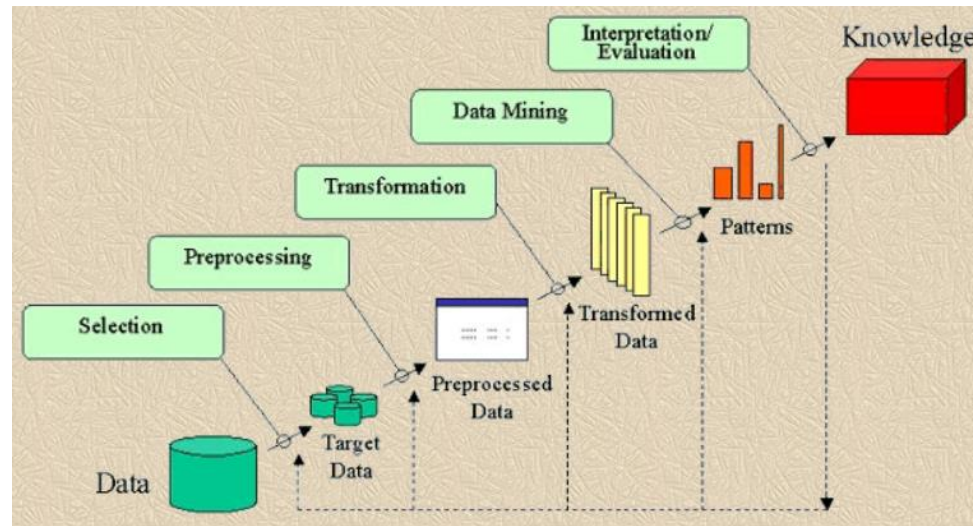 Interpretation/
Evaluation
Knowledge
Data Mining
Transformation
Patterns
Preprocessing
Transformed
Data
Selection
Preprocessed
Data
Target
Data
Data